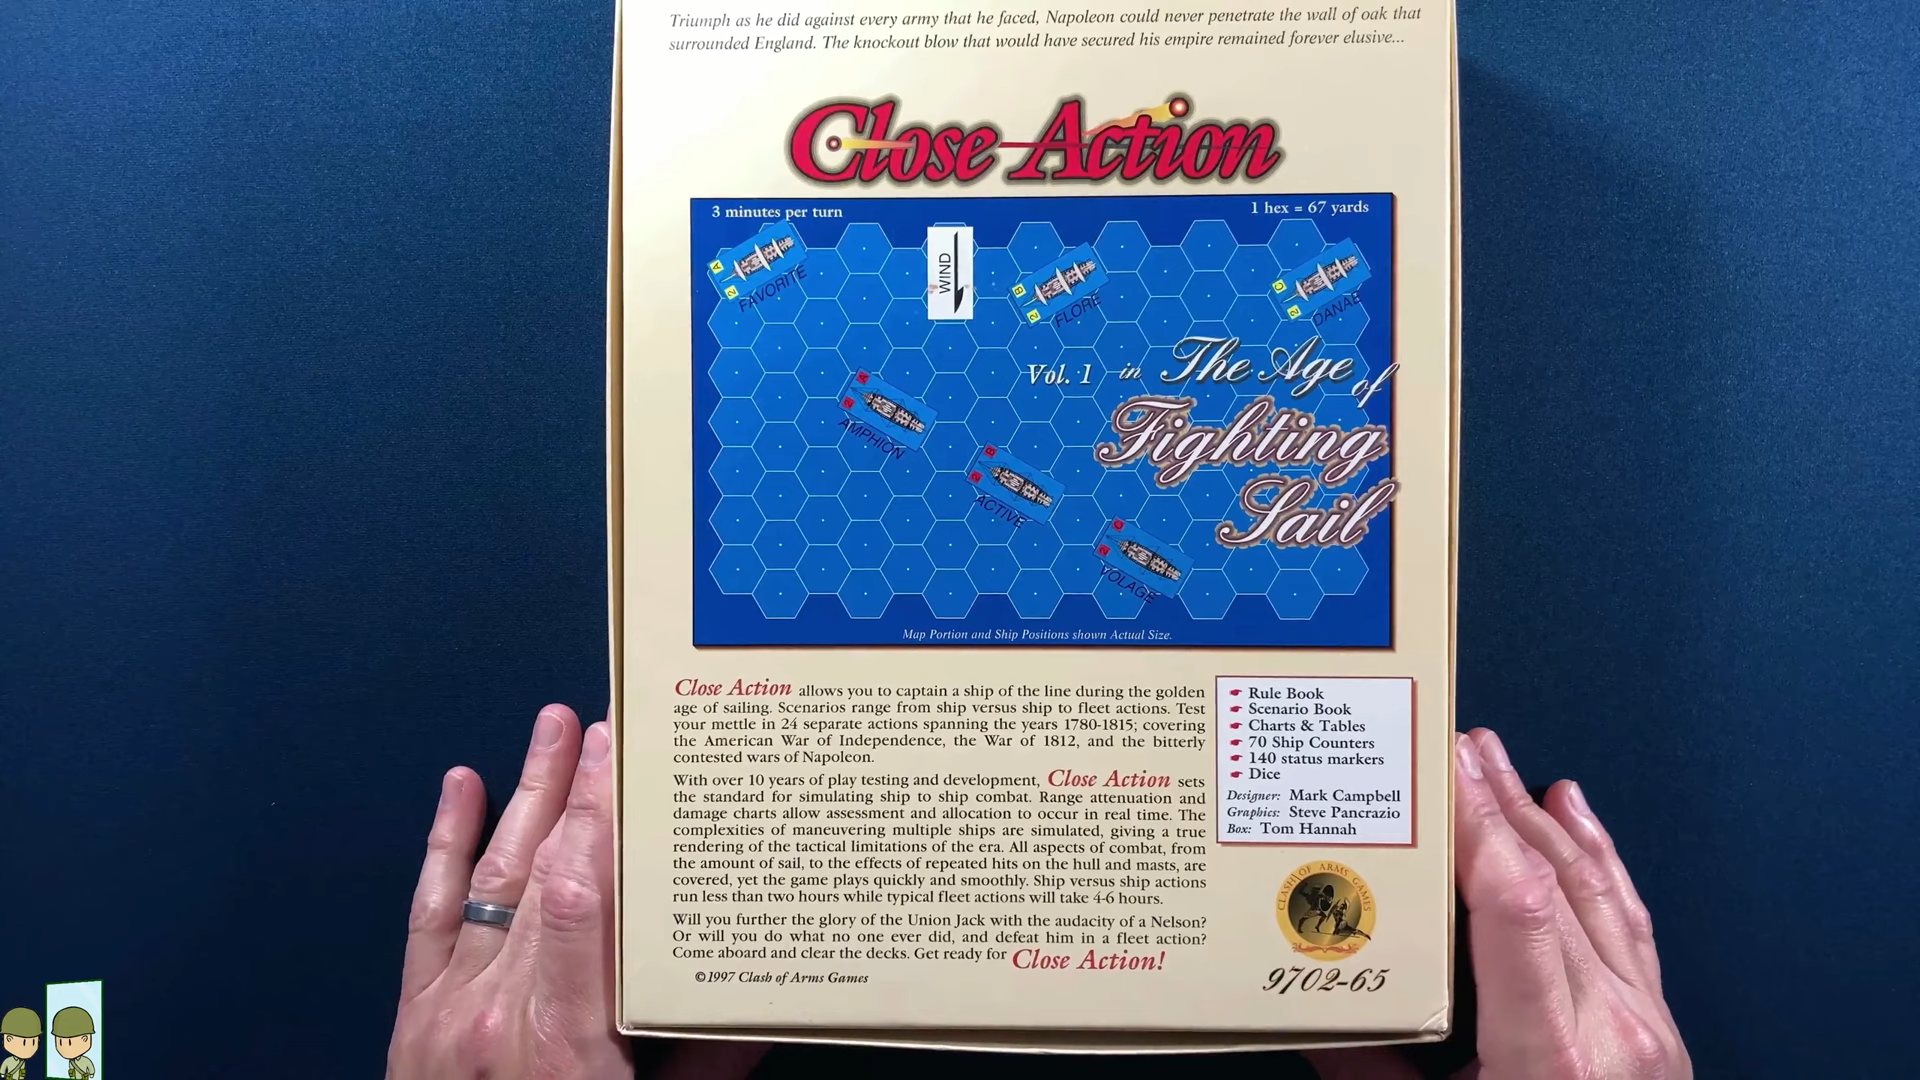 Triumph as he did against every army that he faced, Napoleon could never penetrate the wall of oak that
surrounded England. The knockout blow that would have secured his empire remained forever elusive...
Close Action
3 minutes per turn
1 hex = 67 yards
A
2
FAVORITE
WIND
B
2
FLORE
C
2
DANAE
Vol. 1 in The Age of
Fighting
Sail
A
2
AMPHION
B
2
ACTIVE
C
2
VOLAGE
Map Portion and Ship Positions shown Actual Size.
Close Action allows you to captain a ship of the line during the golden
age of sailing. Scenarios range from ship versus ship to fleet actions. Test
your mettle in 24 separate actions spanning the years 1780-1815; covering
the American War of Independence, the War of 1812, and the bitterly
contested wars of Napoleon.
With over 10 years of play testing and development, Close Action sets
the standard for simulating ship to ship combat. Range attenuation and
damage charts allow assessment and allocation to occur in real time. The
complexities of maneuvering multiple ships are simulated, giving a true
rendering of the tactical limitations of the era. All aspects of combat, from
the amount of sail, to the effects of repeated hits on the hull and masts, are
covered, yet the game plays quickly and smoothly. Ship versus ship actions
run less than two hours while typical fleet actions will take 4-6 hours.
Will you further the glory of the Union Jack with the audacity of a Nelson?
Or will you do what no one ever did, and defeat him in a fleet action?
Come aboard and clear the decks. Get ready for Close Action!
©1997 Clash of Arms Games
Rule Book
Scenario Book
Charts & Tables
70 Ship Counters
140 status markers
Dice
Designer: Mark Campbell
Graphics: Steve Pancrazio
Box: Tom Hannah
CLASH OF ARMS GAMES
9702-65